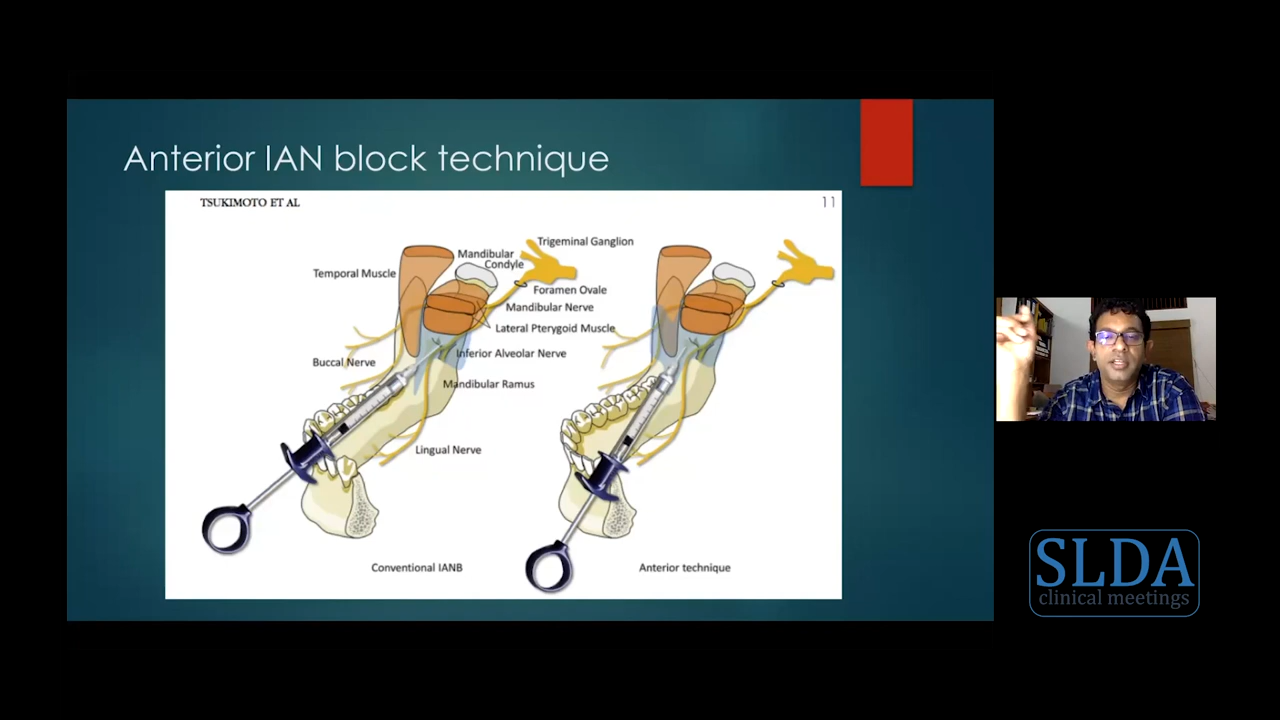 Anterior IAN block technique
TSUKIMOTO ET AL
11
Trigeminal Ganglion
Mandibular
Condyle
Temporal Muscle
Foramen Ovale
Mandibular Nerve
Lateral Pterygoid Muscle
Inferior Alveolar Nerve
Buccal Nerve
Mandibular Ramus
Lingual Nerve
Conventional IANB
Anterior technique
SLDA
clinical meetings